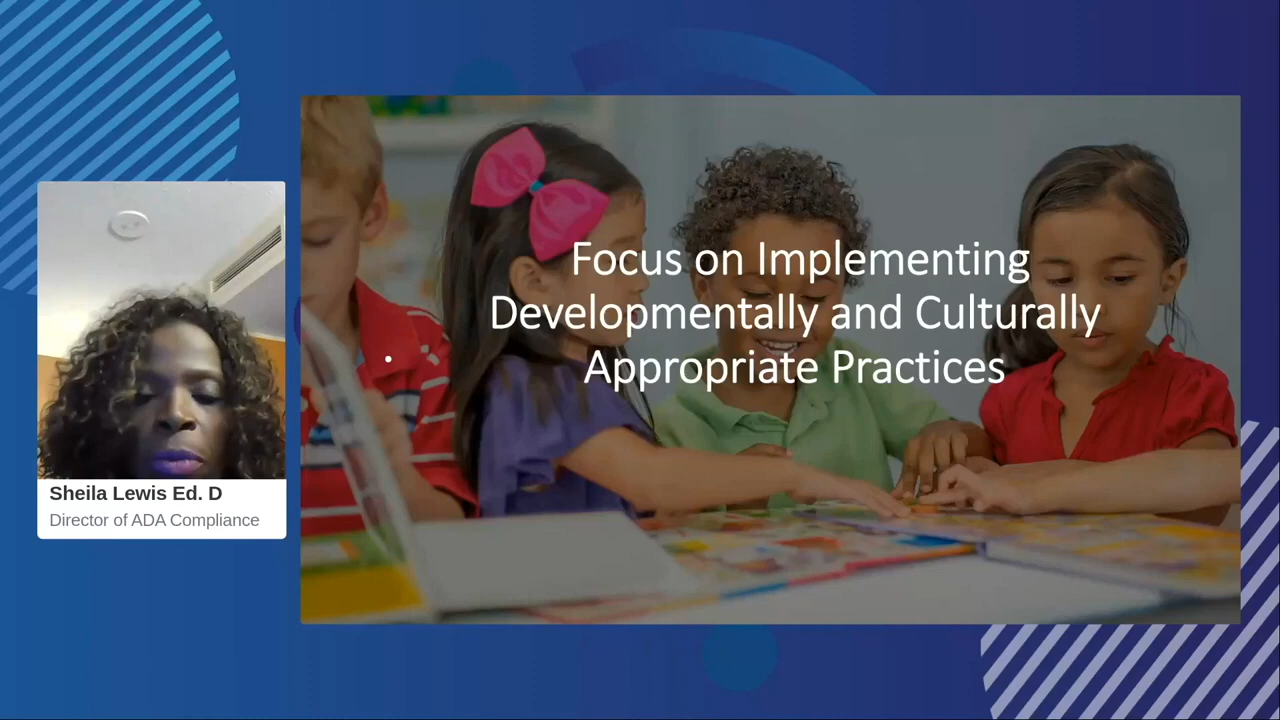 Focus on Implementing
Developmentally and Culturally
Appropriate Practices
Sheila Lewis Ed. D
Director of ADA Compliance